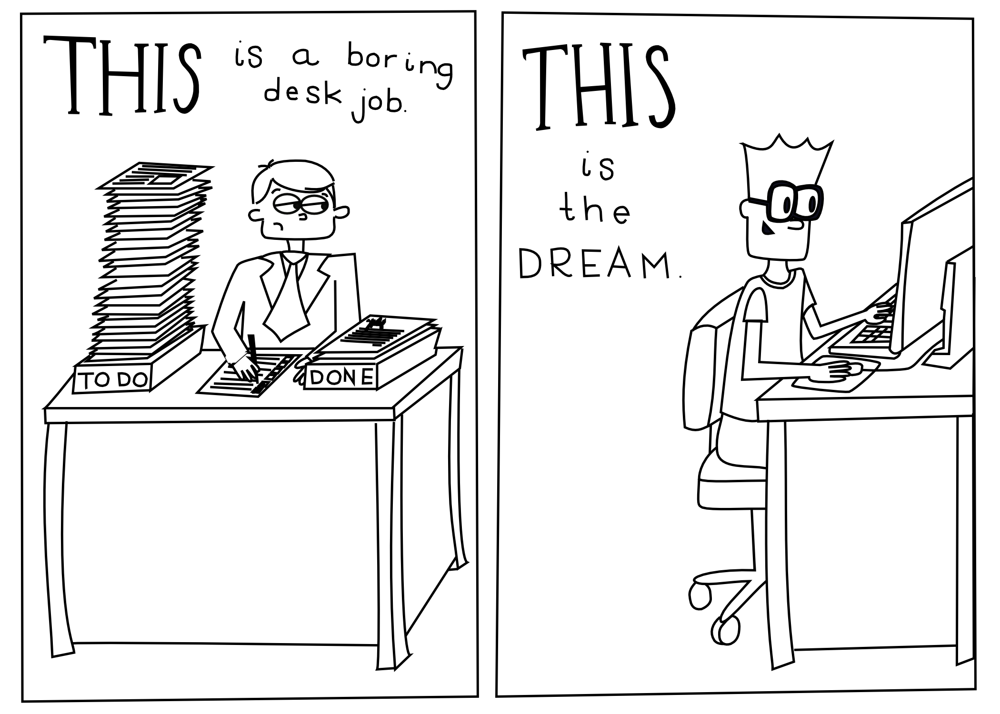 THIS is a boring
desk job.
TO DO
DONE
THIS
is
the
DREAM.